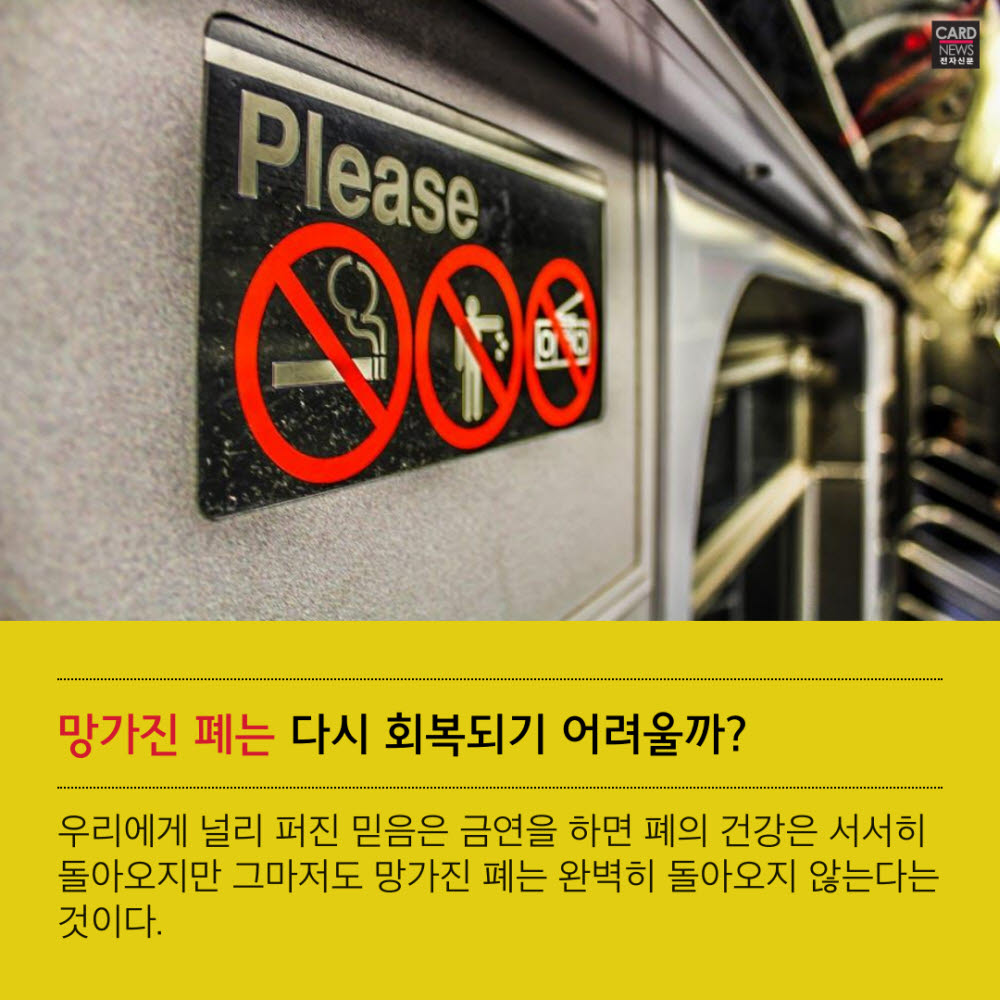 CARD
NEWS
전자신문
Please
망가진 폐는 다시 회복되기 어려울까?
우리에게 널리 퍼진 믿음은 금연을 하면 폐의 건강은 서서히
돌아오지만 그마저도 망가진 폐는 완벽히 돌아오지 않는다는
것이다.